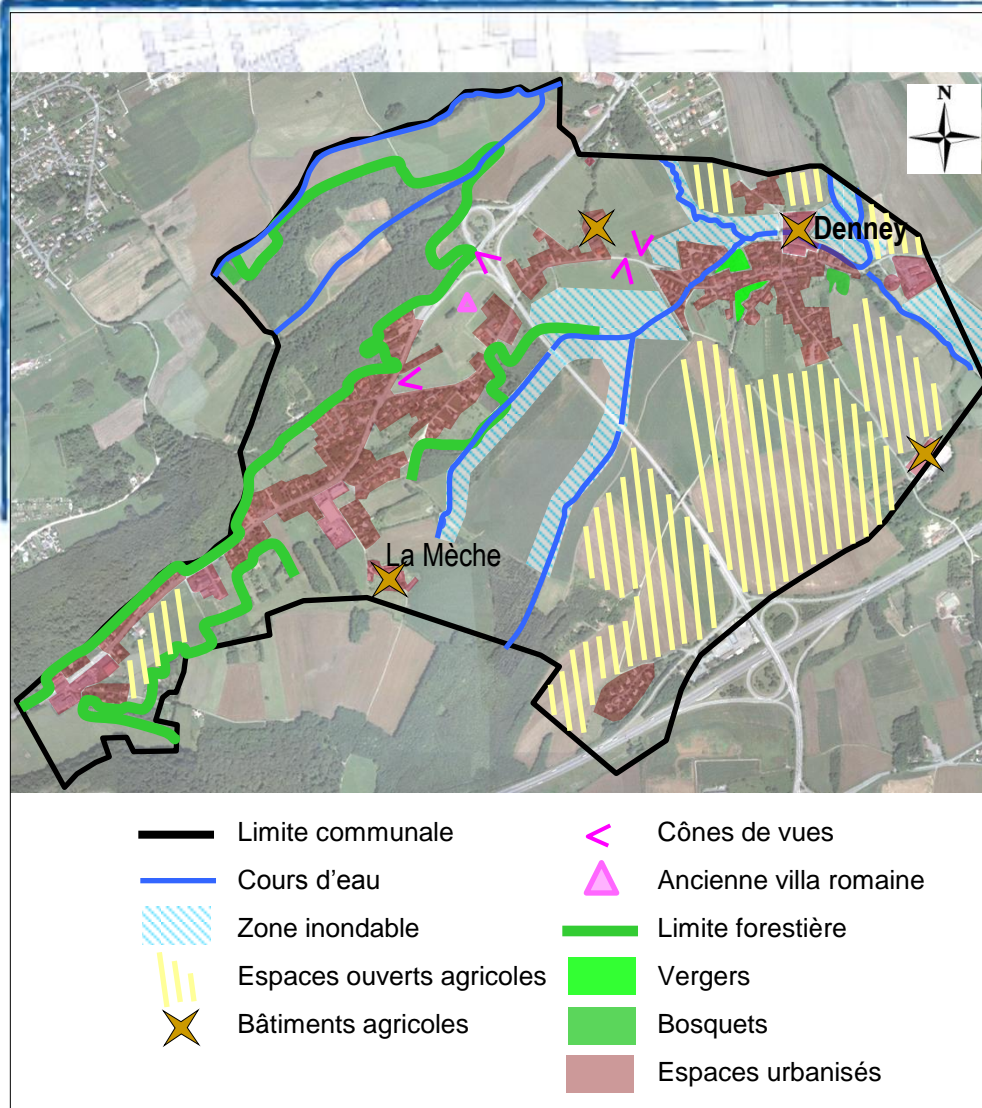 N
Denney
La Mèche
Limite communale
Cours d'eau
Zone inondable
Espaces ouverts agricoles
Bâtiments agricoles
Cônes de vues
Ancienne villa romaine
Limite forestière
Vergers
Bosquets
Espaces urbanisés